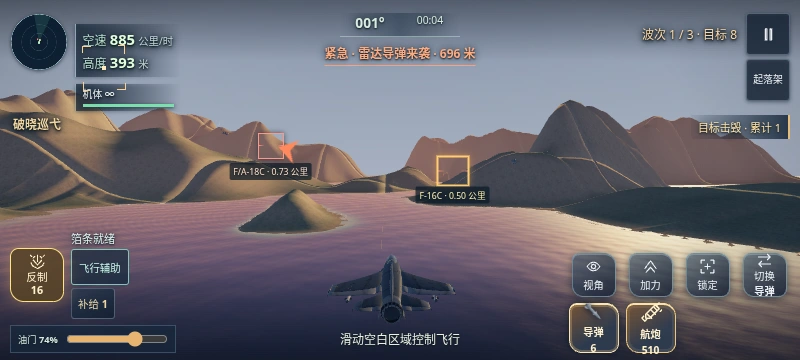 001° 00:04
空速 885 公里/时
高度 393 米
机体 ∞
紧急 · 雷达导弹来袭 · 696 米
波次 1 / 3 · 目标 8
起落架
破晓巡弋
目标击毁 · 累计 1
F/A-18C · 0.73 公里
F-16C · 0.50 公里
箔条就绪
反制
16
飞行辅助
补给 1
油门 74%
滑动空白区域控制飞行
视角
加力
锁定
切换
导弹
导弹
6
航炮
510